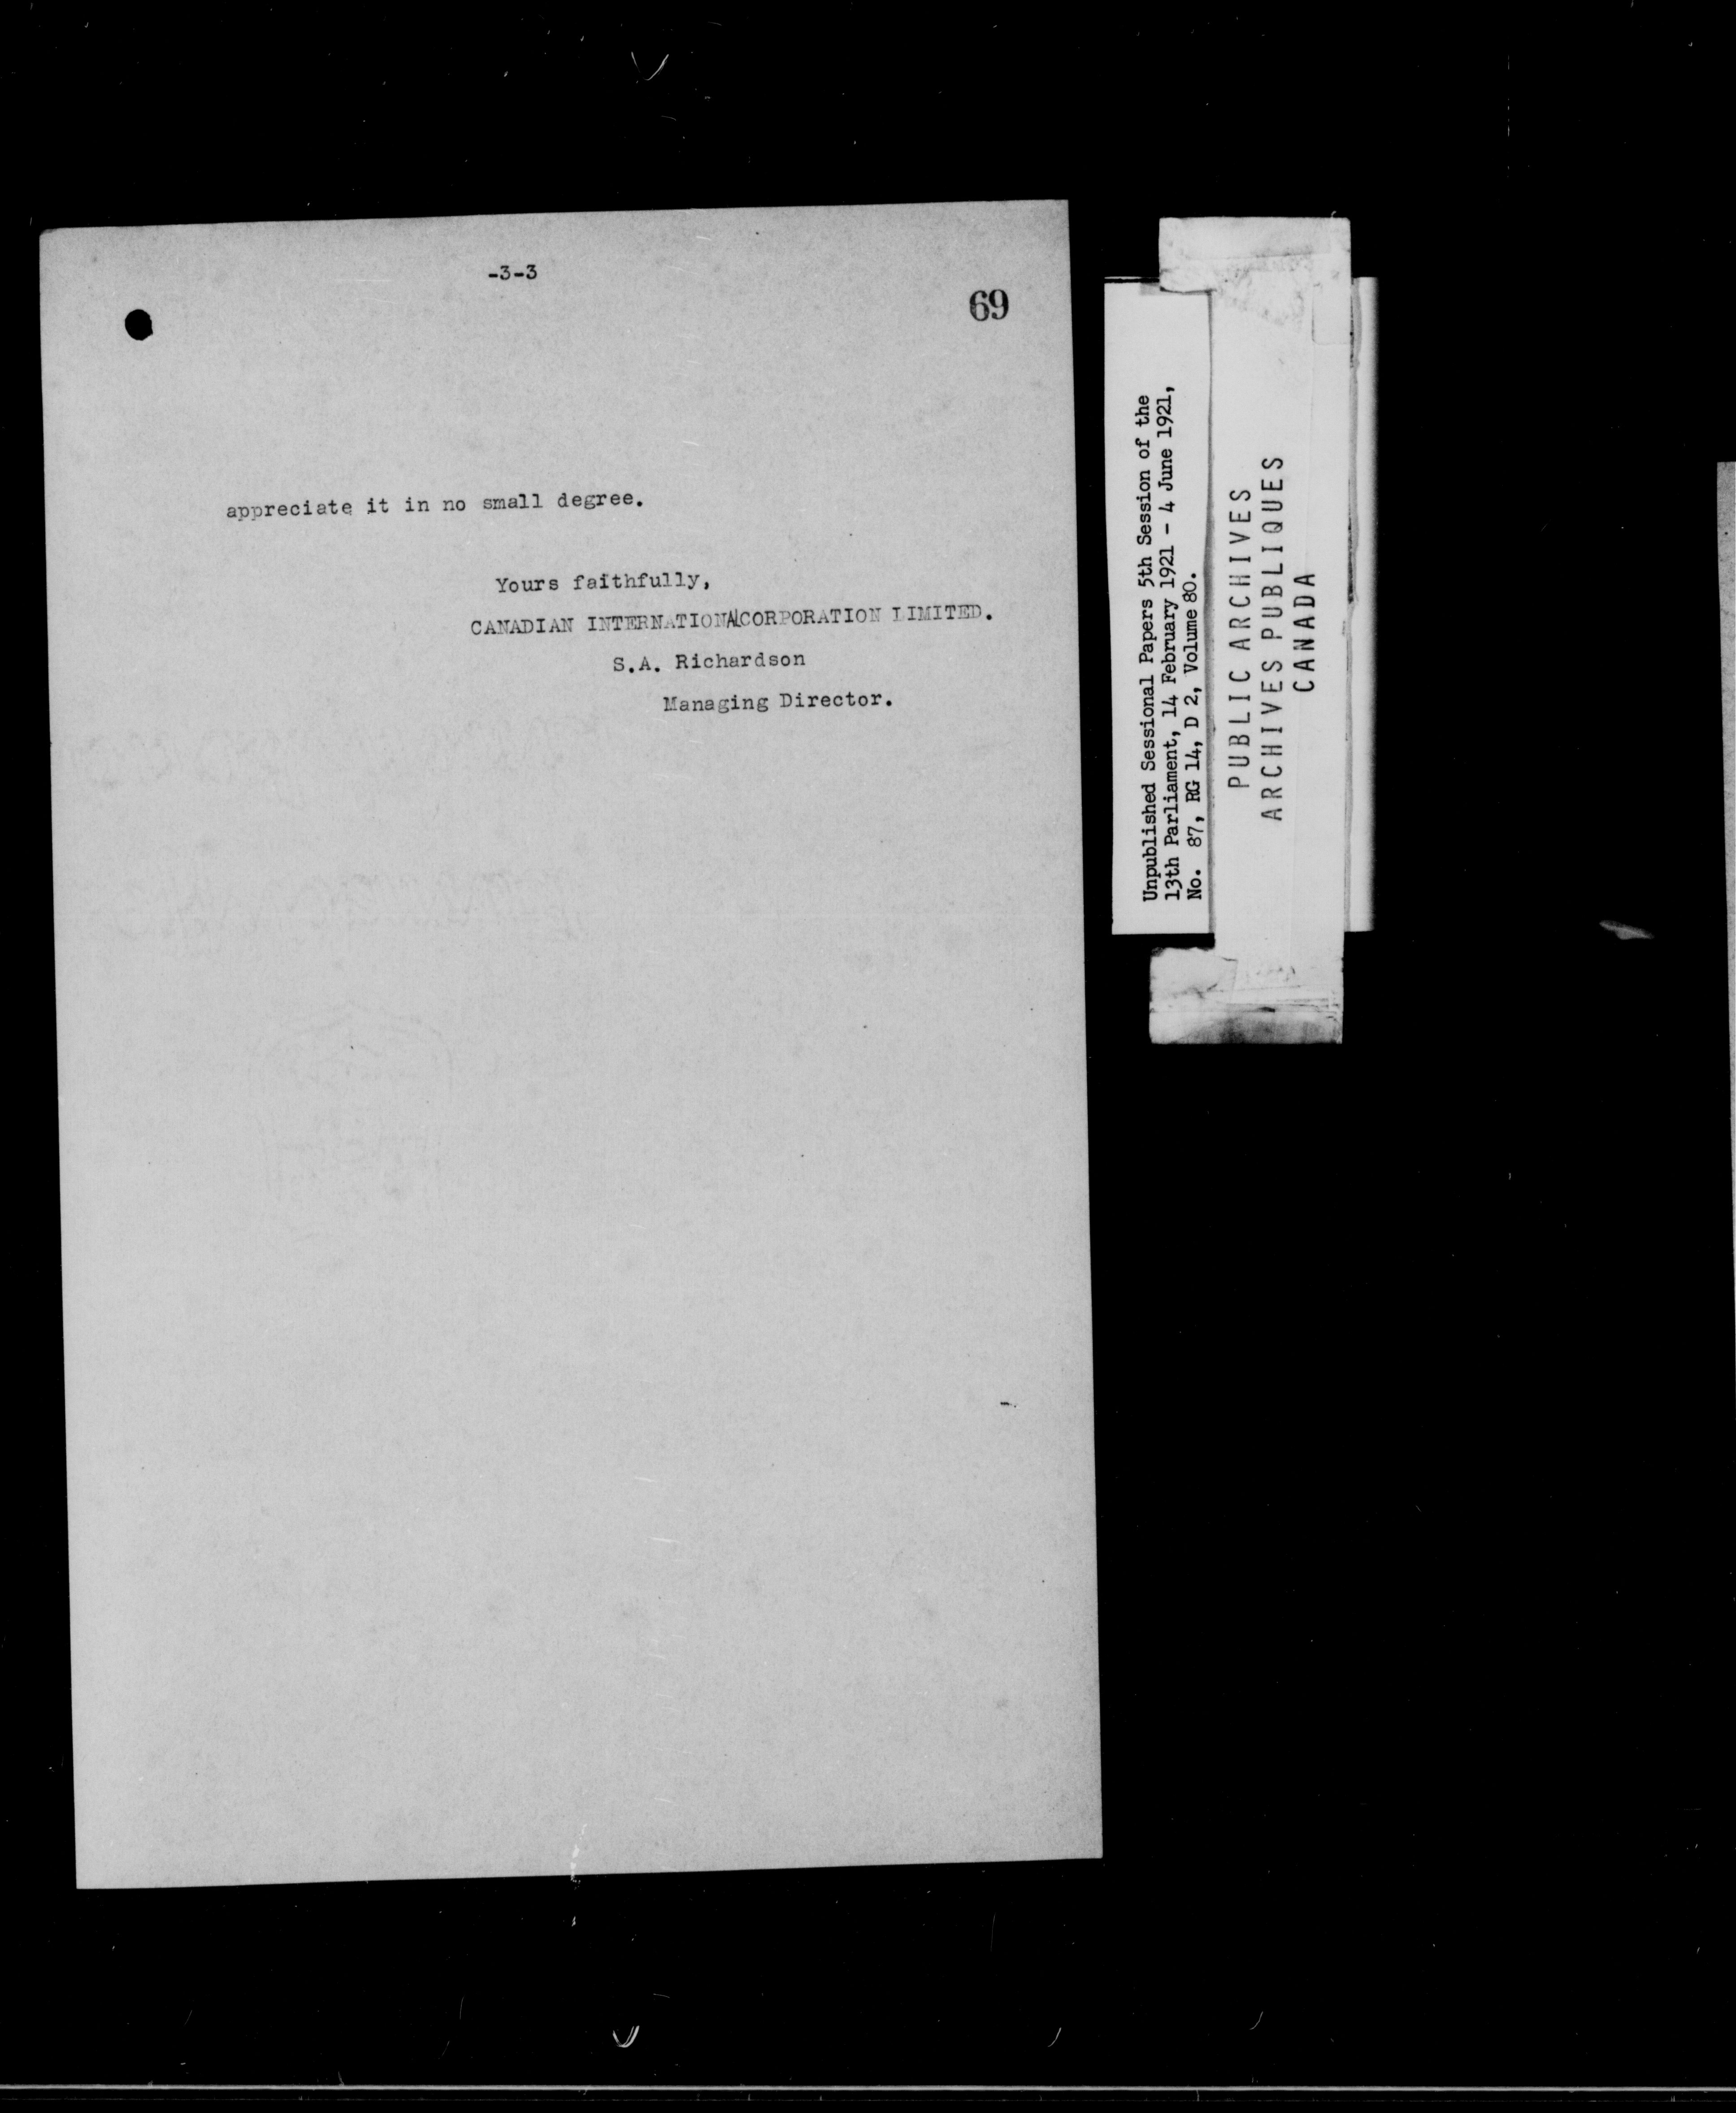 -3-3
69
appreciate it in no small degree.
Yours faithfully,
CANADIAN INTERNATIONALCORPORATION LIMITED.
S.A. Richardson
Managing Director.
Unpublished Sessional Papers 5th Session of the
13th Parliament, 14 February 1921 - 4 June 1921,
No. 87, RG 14, D 2, Volume 80.
PUBLIC ARCHIVES
ARCHIVES PUBLIQUES
CANADA